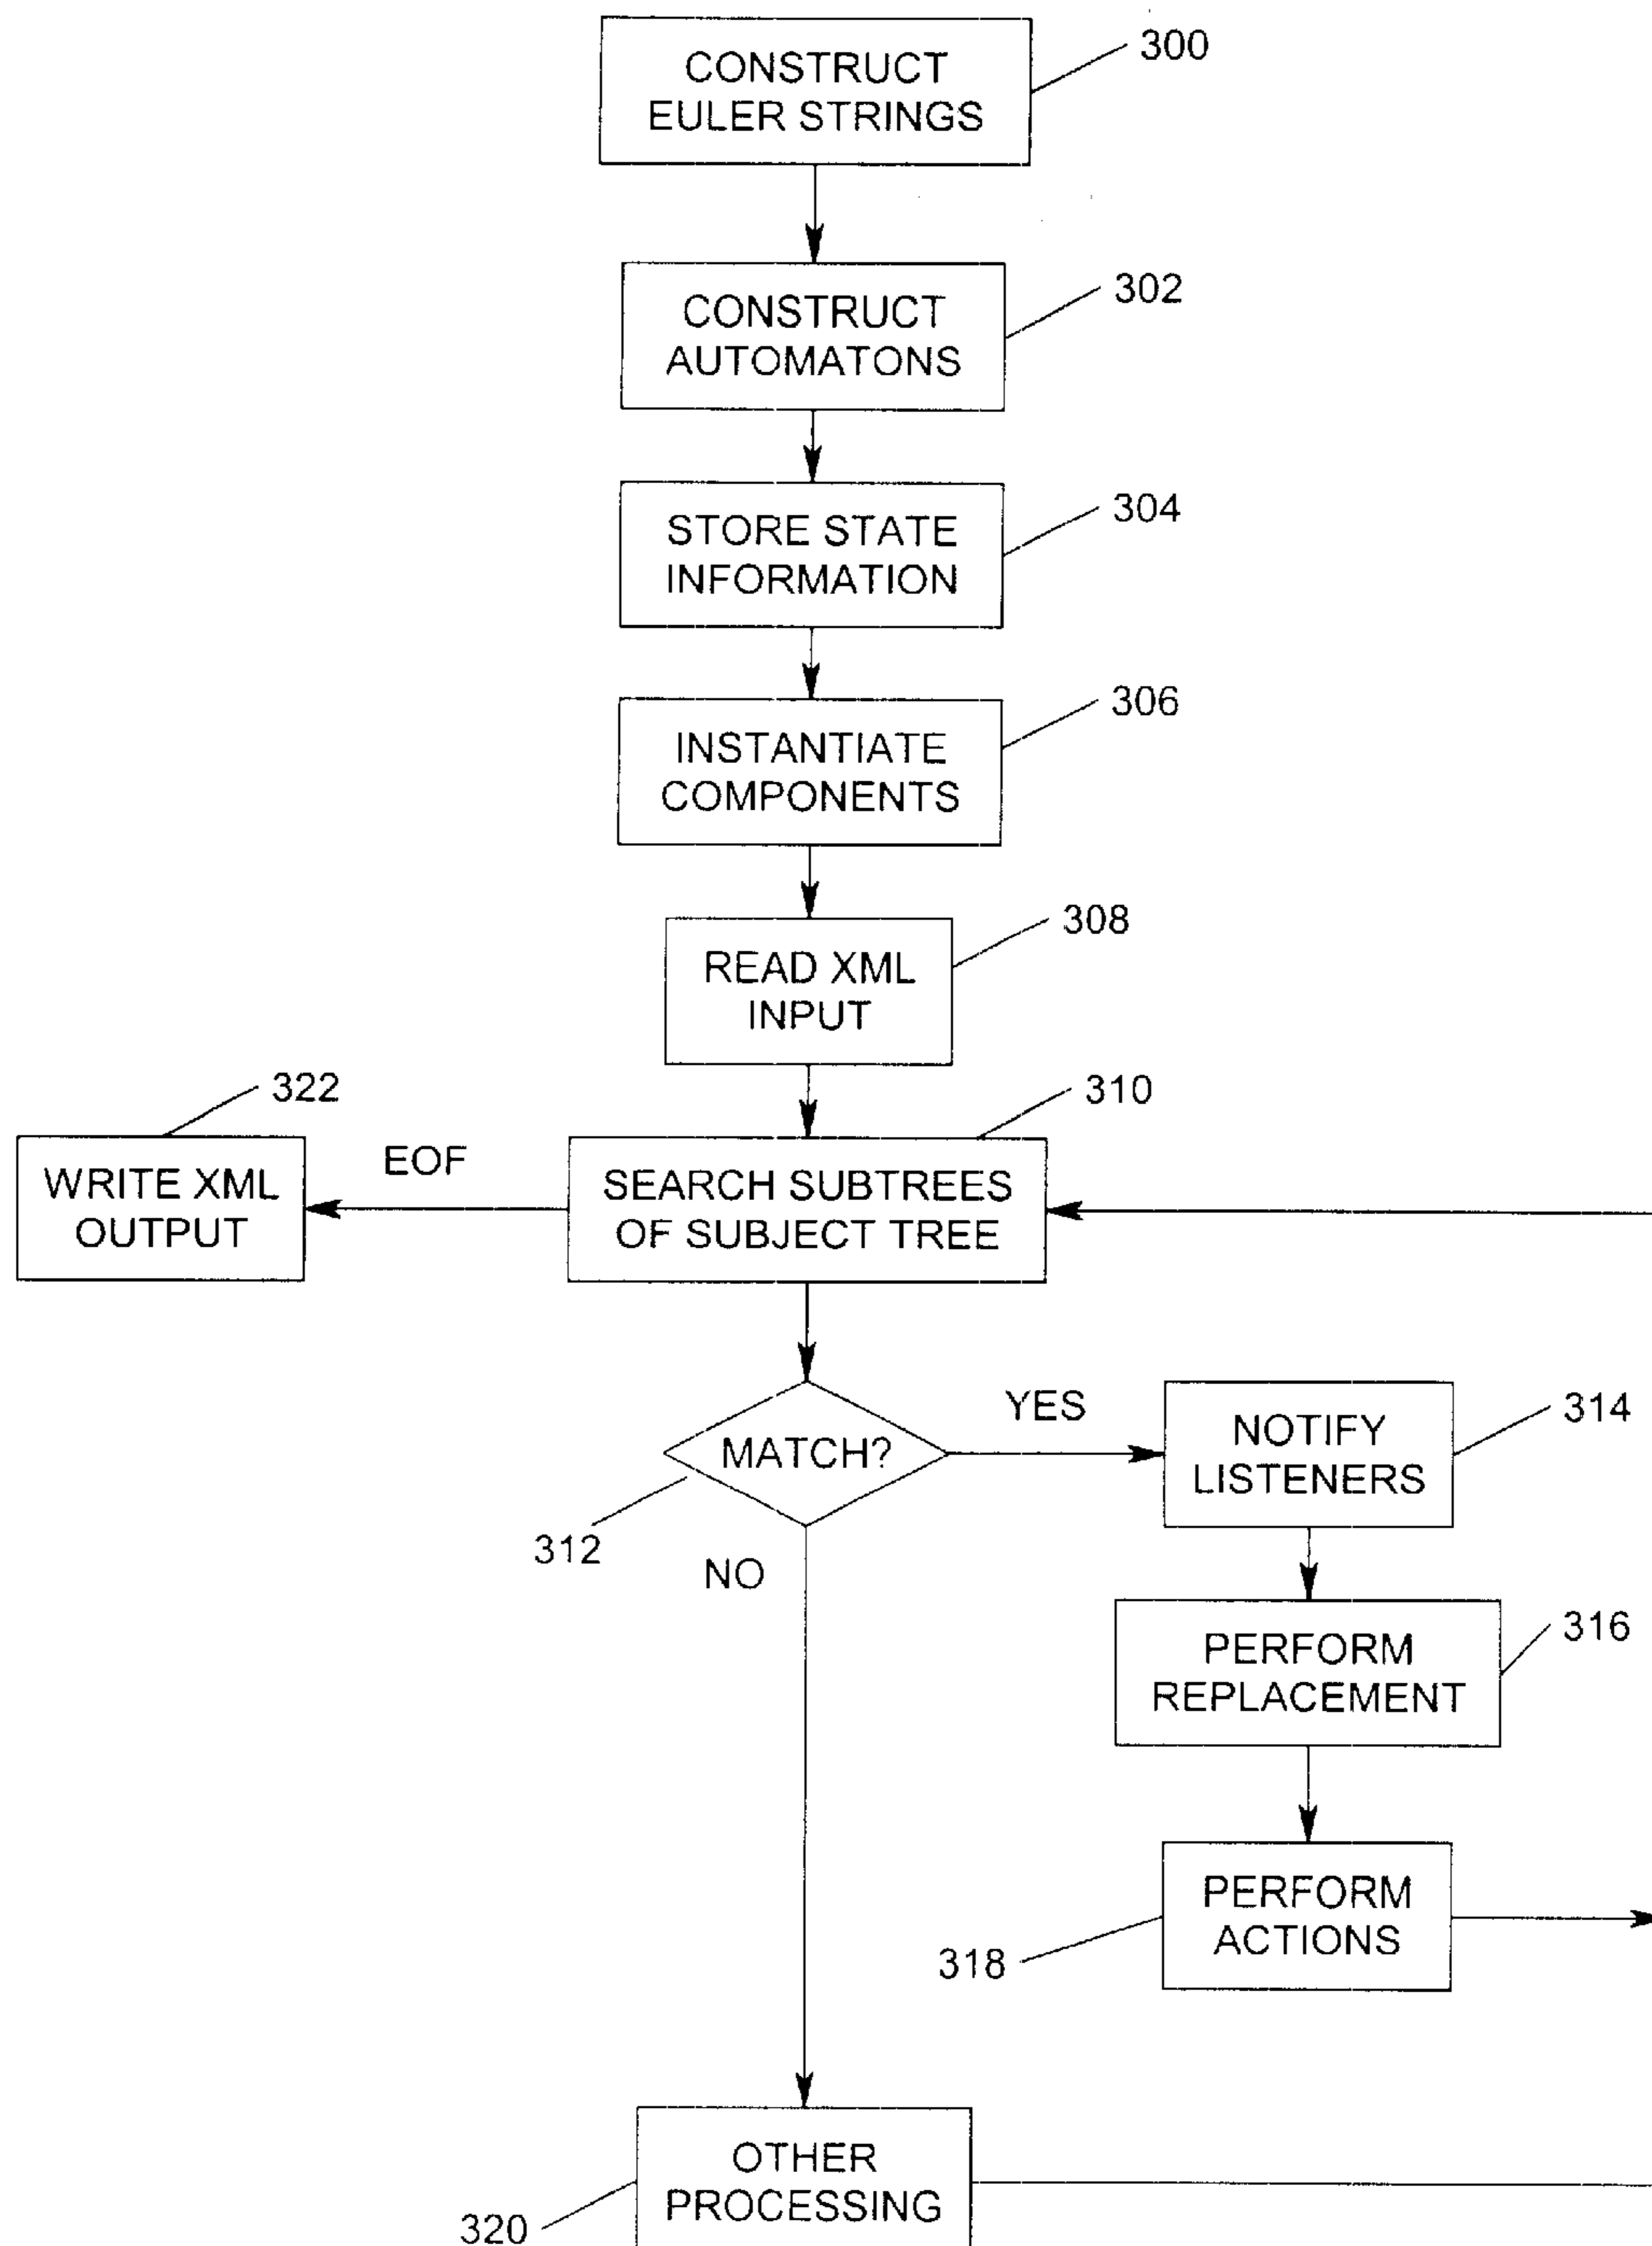 CONSTRUCT
EULER STRINGS
300
CONSTRUCT
AUTOMATONS
302
STORE STATE
INFORMATION
304
INSTANTIATE
COMPONENTS
306
READ XML
INPUT
308
322
WRITE XML
OUTPUT
EOF
310
SEARCH SUBTREES
OF SUBJECT TREE
MATCH?
312
YES
NO
NOTIFY
LISTENERS
314
PERFORM
REPLACEMENT
316
PERFORM
ACTIONS
318
OTHER
PROCESSING
320